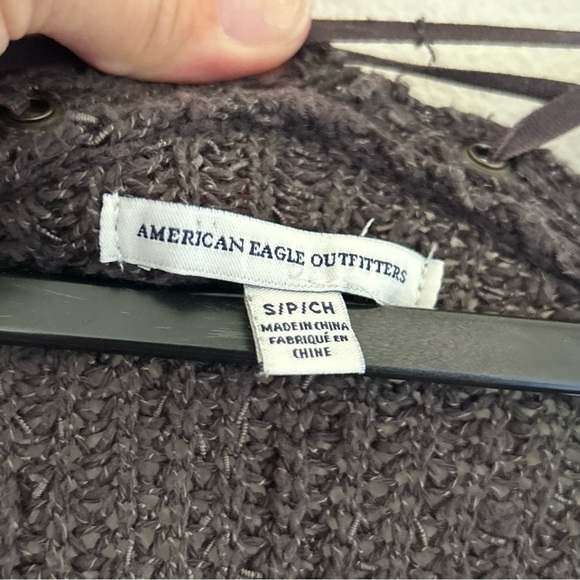 AMERICAN EAGLE OUTFITTERS
S/P/CH
MADE IN CHINA
FABRIQUÉ EN
CHINE